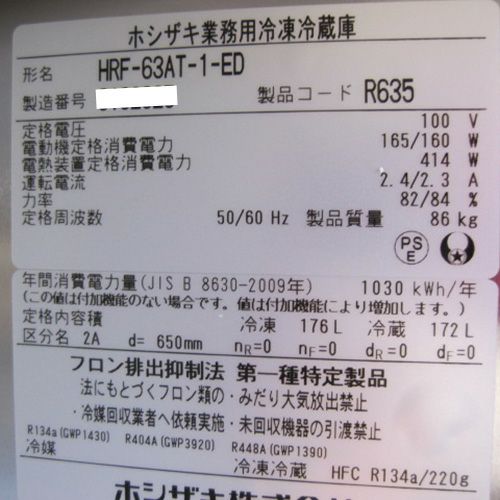 ホシザキ業務用冷凍冷蔵庫
形名 HRF-63AT-1-ED
製造番号 製品コード R635
定格電圧 100 V
電動機定格消費電力 165/160 W
電熱装置定格消費電力 414 W
運転電流 2.4/2.3 A
力率 82/84 %
定格周波数 50/60 Hz 製品質量 86 kg
PS
E
年間消費電力量(JIS B 8630-2009年) 1030 kWh/年
(この値は付加機能のない場合です。値は付加機能により増加します。)
定格内容積 冷凍 176 L 冷蔵 172 L
区分名 2A d= 650mm nR=0 nF=0 dR=0 dF=0
フロン排出抑制法 第一種特定製品
法にもとづくフロン類の・みだり大気放出禁止
・冷媒回収業者へ依頼実施・未回収機器の引渡禁止
R134a(GWP1430) R404A(GWP3920) R448A(GWP1390)
冷媒 冷凍冷蔵 HFC R134a/220g
ホシザキ株式会